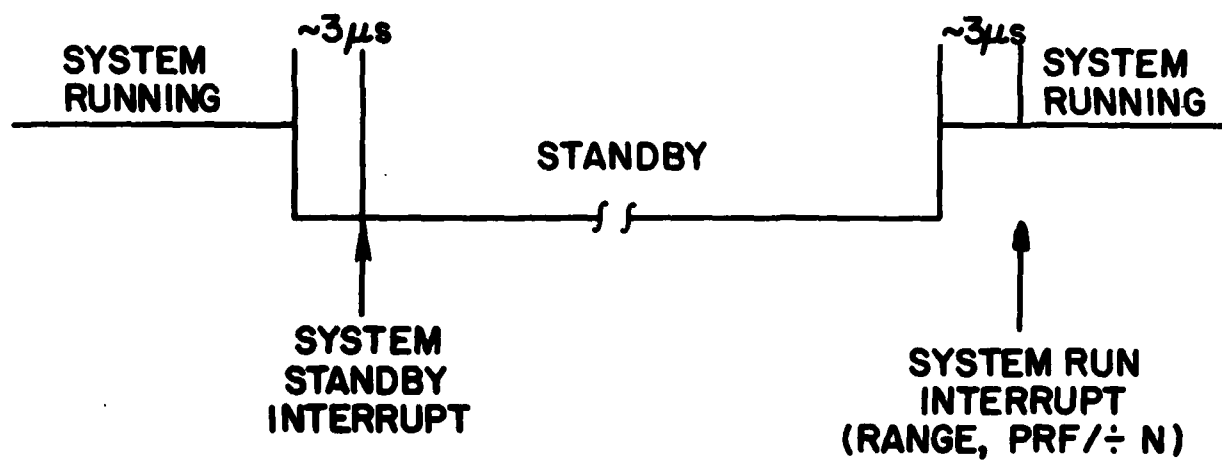 ~3μs
~3μs
SYSTEM
RUNNING
SYSTEM
RUNNING
STANDBY
SYSTEM
STANDBY
INTERRUPT
SYSTEM RUN
INTERRUPT
(RANGE, PRF/÷ N)